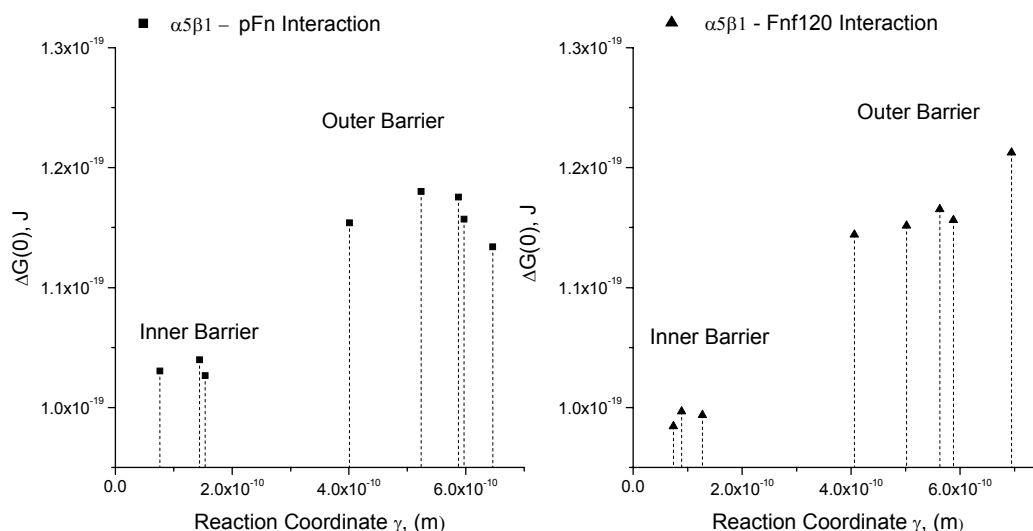 ■ α5β1 – pFn Interaction
1.3x10⁻¹⁹
Outer Barrier
1.2x10⁻¹⁹
ΔG(0), J
1.1x10⁻¹⁹
Inner Barrier
1.0x10⁻¹⁹
0.0 2.0x10⁻¹⁰ 4.0x10⁻¹⁰ 6.0x10⁻¹⁰
Reaction Coordinate γ, (m)
▲ α5β1 - Fnf120 Interaction
1.3x10⁻¹⁹
Outer Barrier
1.2x10⁻¹⁹
ΔG(0), J
1.1x10⁻¹⁹
Inner Barrier
1.0x10⁻¹⁹
0.0 2.0x10⁻¹⁰ 4.0x10⁻¹⁰ 6.0x10⁻¹⁰
Reaction Coordinate γ, (m)